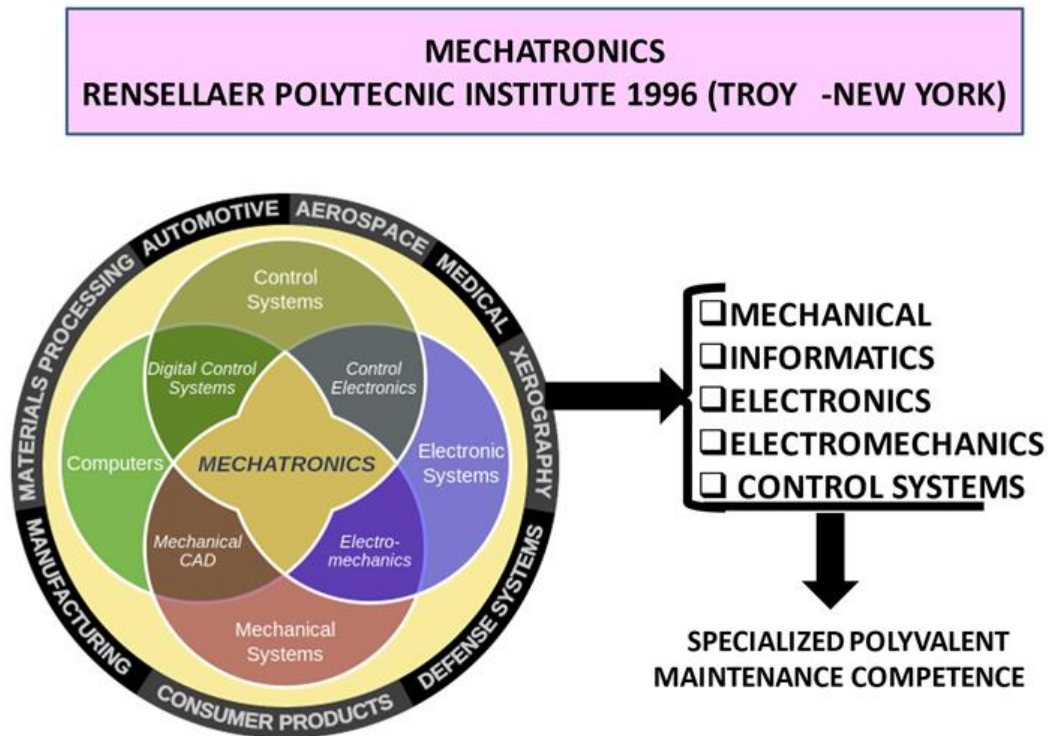 MECHATRONICS
RENSELLAER POLYTECNIC INSTITUTE 1996 (TROY -NEW YORK)
MATERIALS PROCESSING
AUTOMOTIVE
AEROSPACE
MEDICAL
XEROGRAPHY
DEFENSE SYSTEMS
CONSUMER PRODUCTS
MANUFACTURING
Control
Systems
Digital Control
Systems
Control
Electronics
Computers
MECHATRONICS
Electronic
Systems
Mechanical
CAD
Electro-
mechanics
Mechanical
Systems
❑MECHANICAL
❑INFORMATICS
❑ELECTRONICS
❑ELECTROMECHANICS
❑ CONTROL SYSTEMS
SPECIALIZED POLYVALENT
MAINTENANCE COMPETENCE